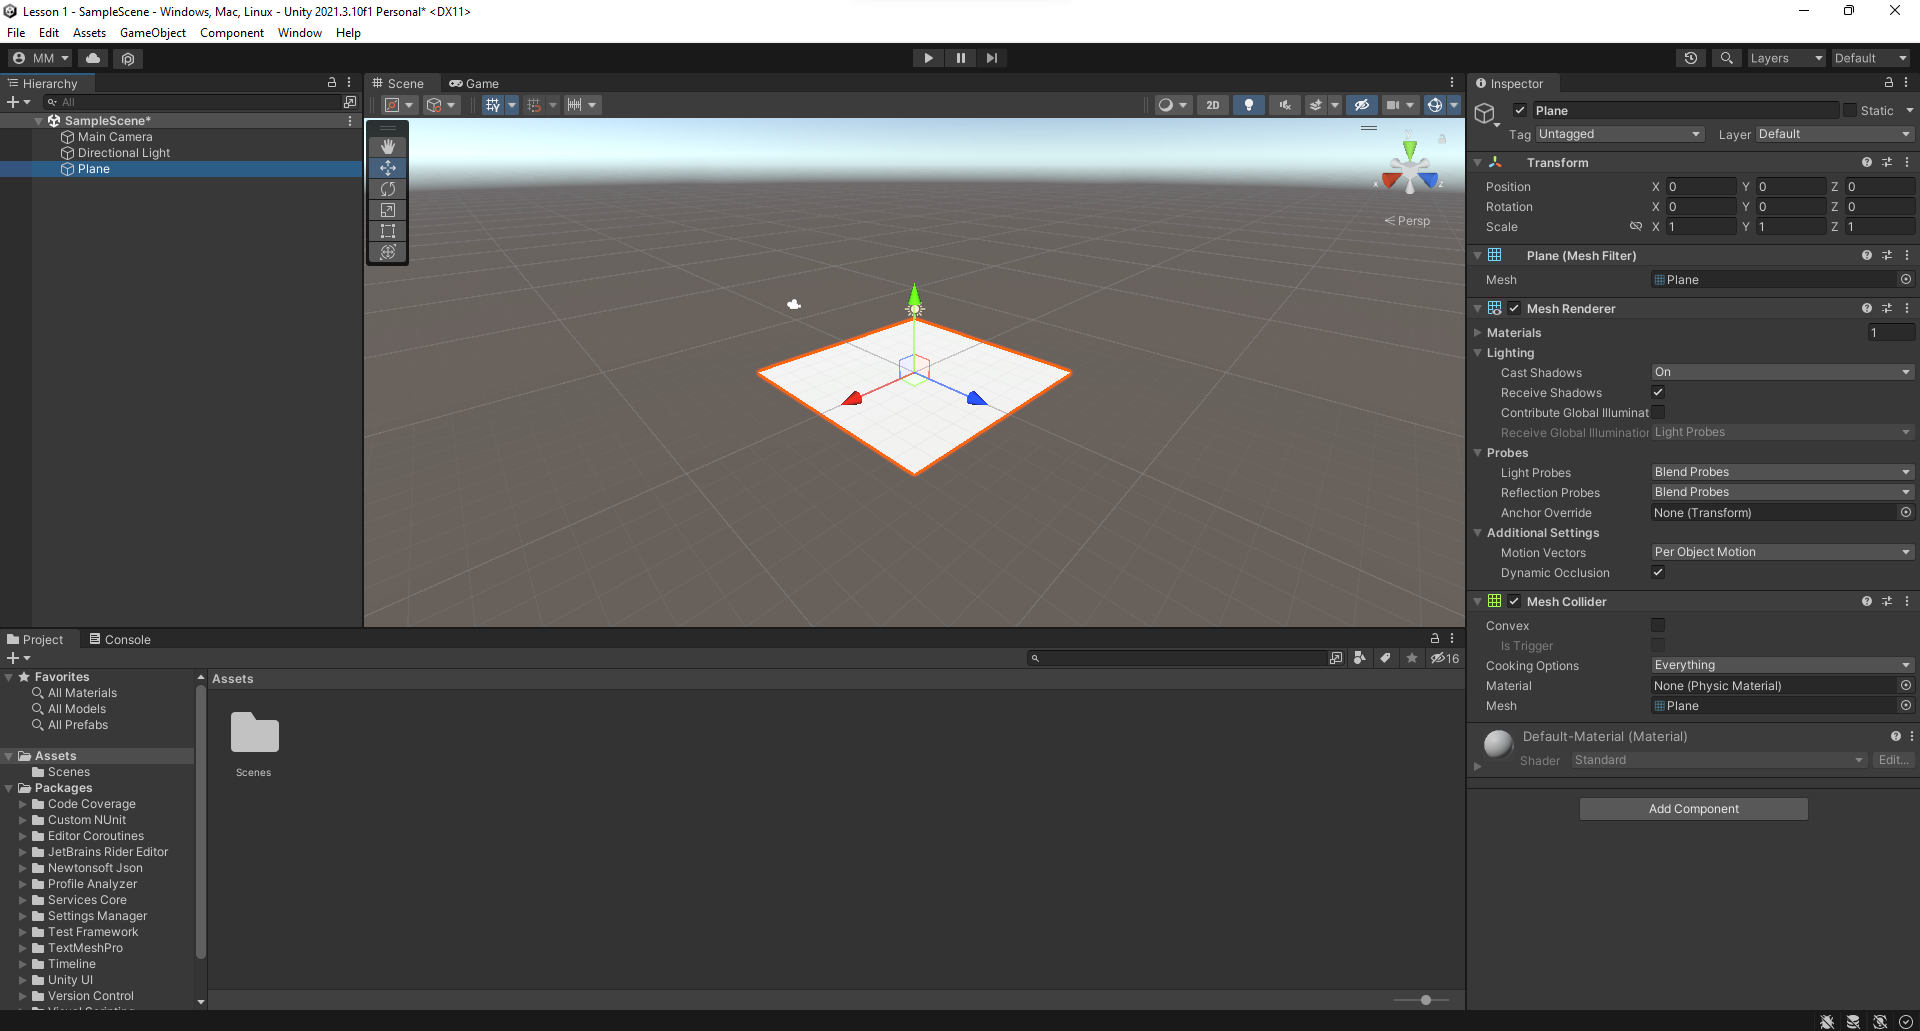 Lesson 1 - SampleScene - Windows, Mac, Linux - Unity 2021.3.10f1 Personal* <DX11>
File Edit Assets GameObject Component Window Help
MM Layers Default
Hierarchy
All
SampleScene*
Main Camera
Directional Light
Plane
Scene Game
2D
y
x
z
< Persp
Inspector
Plane Static
Tag Untagged Layer Default
Transform
Position X 0 Y 0 Z 0
Rotation X 0 Y 0 Z 0
Scale X 1 Y 1 Z 1
Plane (Mesh Filter)
Mesh Plane
Mesh Renderer
Materials 1
Lighting
Cast Shadows On
Receive Shadows
Contribute Global Illuminat
Receive Global Illumination Light Probes
Probes
Light Probes Blend Probes
Reflection Probes Blend Probes
Anchor Override None (Transform)
Additional Settings
Motion Vectors Per Object Motion
Dynamic Occlusion
Mesh Collider
Convex
Is Trigger
Cooking Options Everything
Material None (Physic Material)
Mesh Plane
Default-Material (Material)
Shader Standard Edit...
Add Component
Project Console
16
Favorites
All Materials
All Models
All Prefabs
Assets
Scenes
Packages
Code Coverage
Custom NUnit
Editor Coroutines
JetBrains Rider Editor
Newtonsoft Json
Profile Analyzer
Services Core
Settings Manager
Test Framework
TextMeshPro
Timeline
Unity UI
Version Control
Assets
Scenes